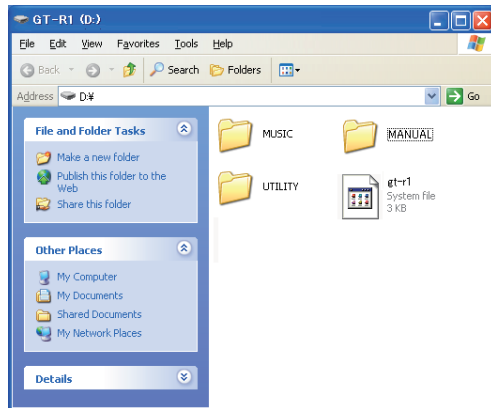 GT-R1 (D:)
File Edit View Favorites Tools Help
Back Search Folders
Address D:¥ Go
File and Folder Tasks
Make a new folder
Publish this folder to the
Web
Share this folder
Other Places
My Computer
My Documents
Shared Documents
My Network Places
Details
MUSIC MANUAL
UTILITY gt-r1
System file
3 KB